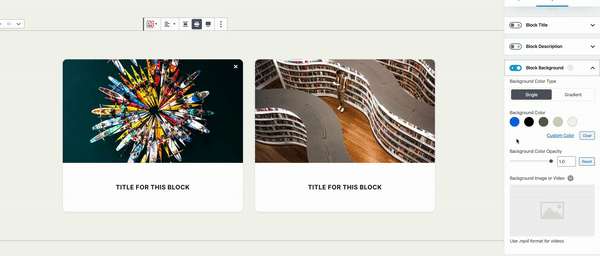 Block Title
Block Description
Block Background
Background Color Type
Single
Gradient
Background Color
Custom Color
Clear
Background Color Opacity
1.0
Reset
Background Image or Video
Use .mp4 format for videos
TITLE FOR THIS BLOCK
TITLE FOR THIS BLOCK